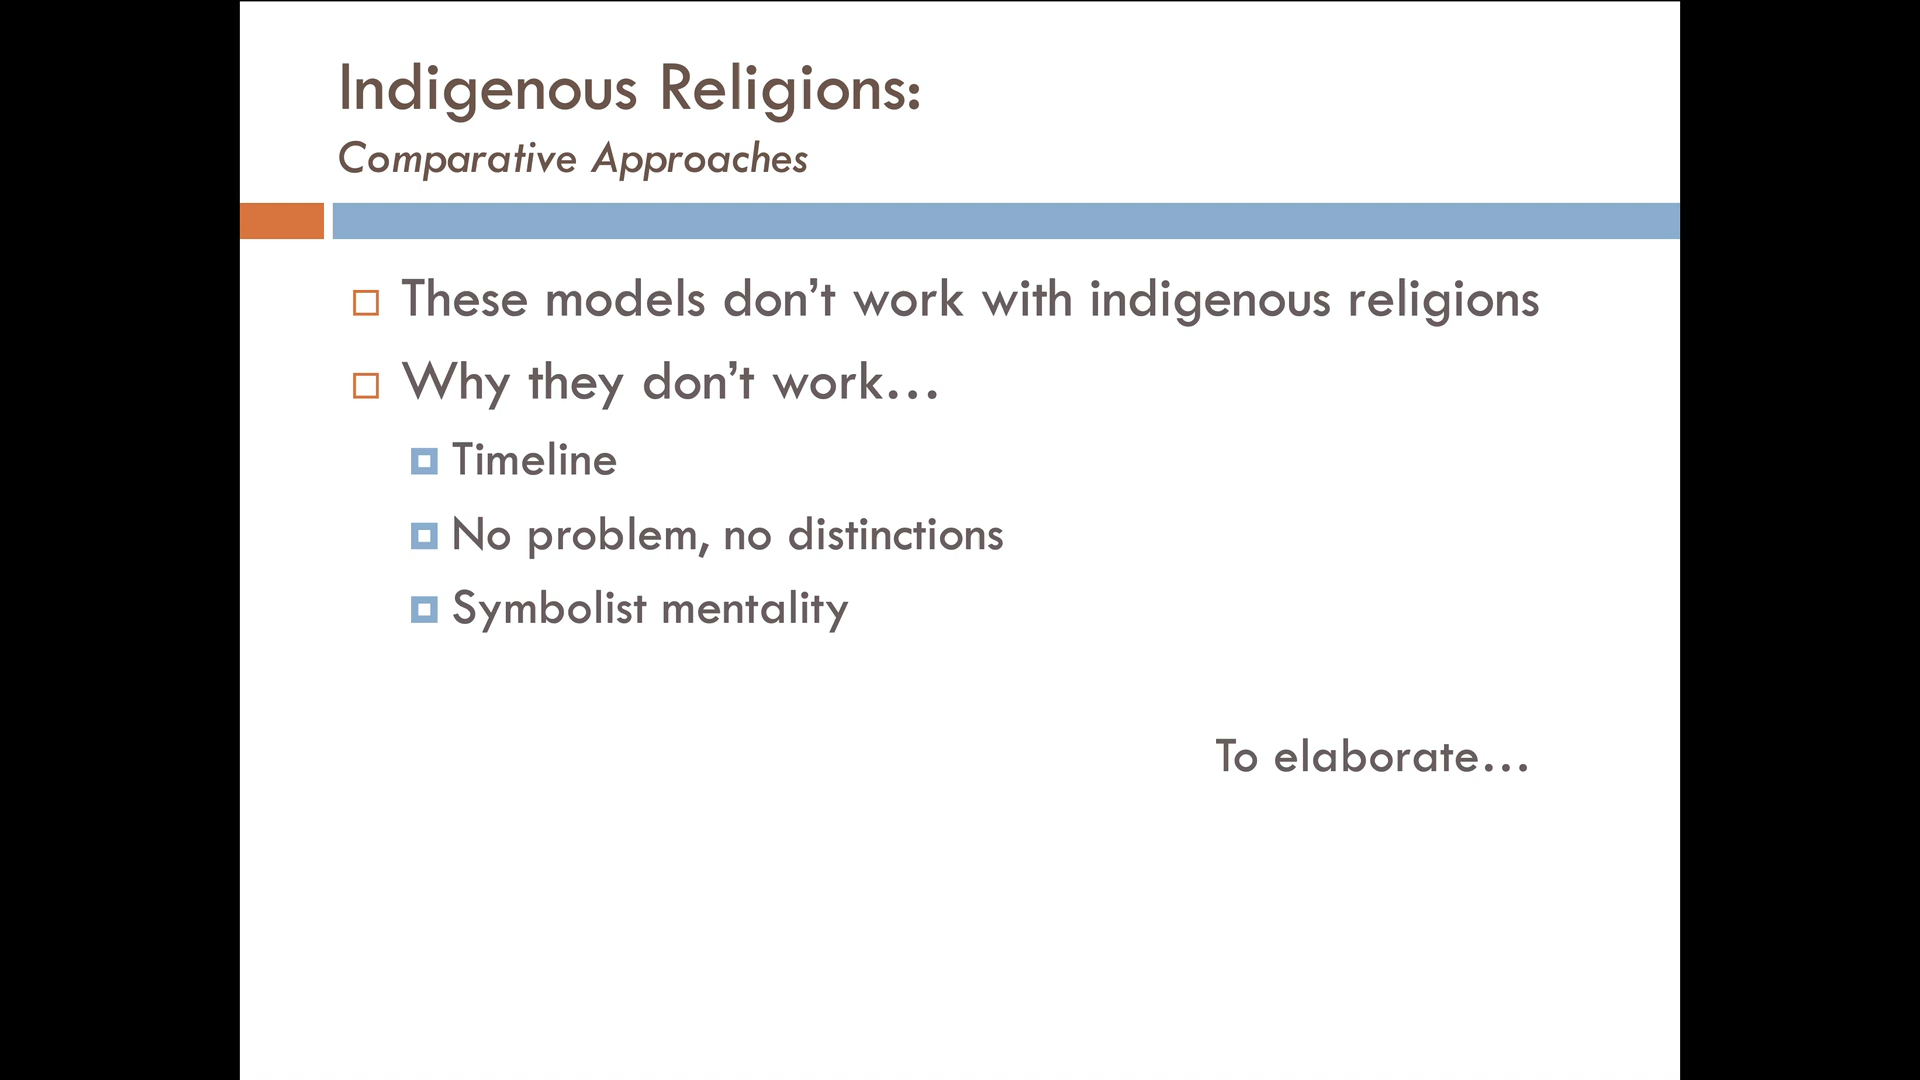 Indigenous Religions:
Comparative Approaches
These models don’t work with indigenous religions
Why they don’t work…
Timeline
No problem, no distinctions
Symbolist mentality
To elaborate…